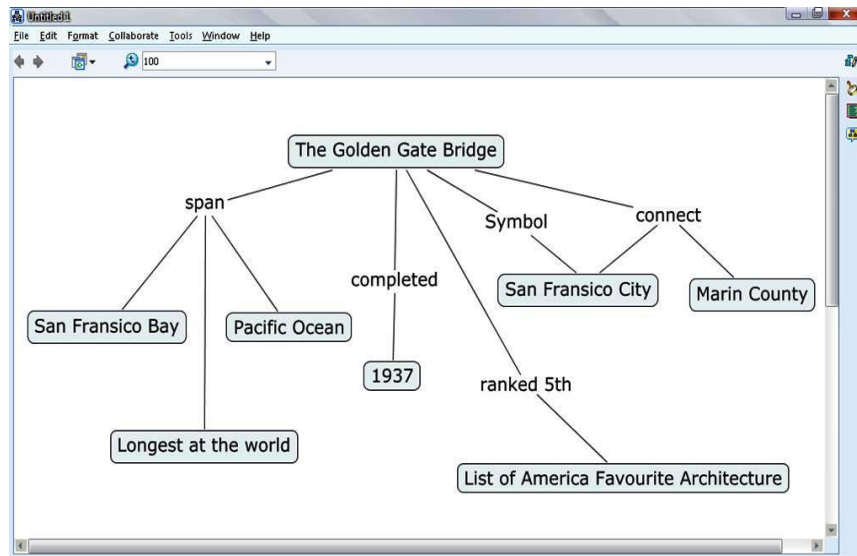 Untitled 1
File Edit Format Collaborate Tools Window Help
100
The Golden Gate Bridge
span
Symbol
connect
completed
San Fransico City
Marin County
San Fransico Bay
Pacific Ocean
1937
ranked 5th
Longest at the world
List of America Favourite Architecture